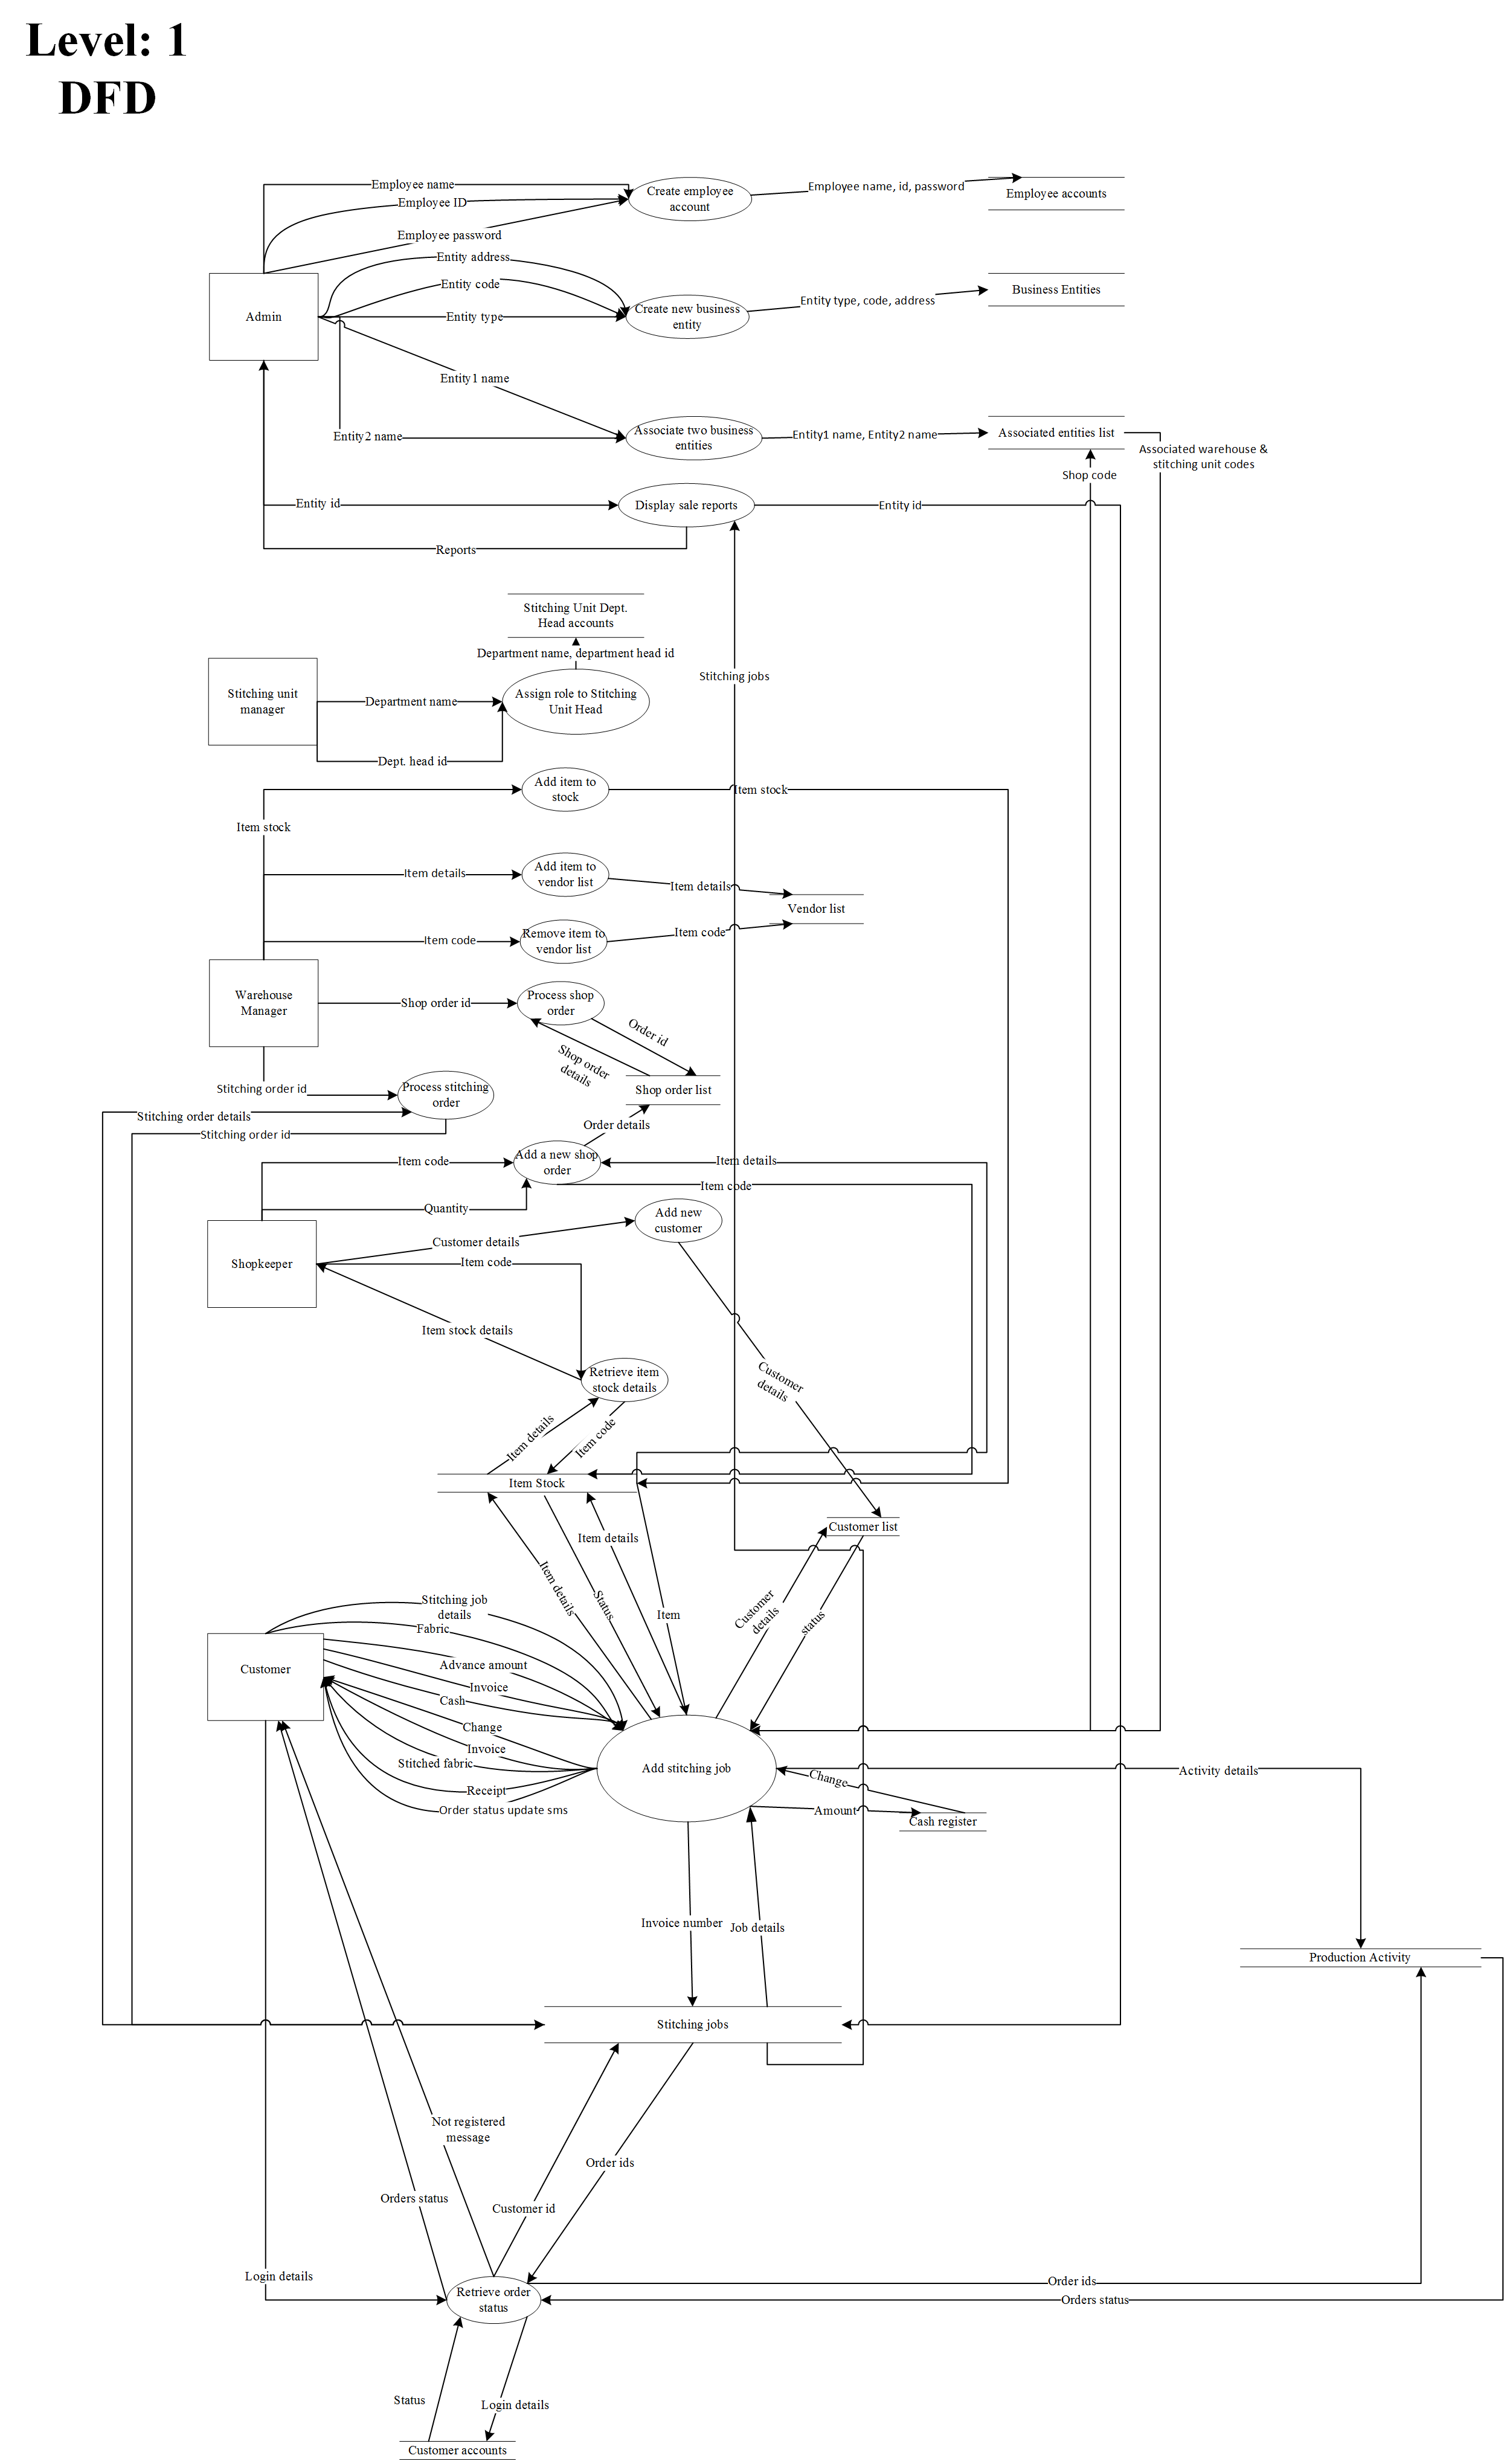 Level: 1
DFD
Employee name
Employee ID
Employee password
Create employee
account
Employee name, id, password
Employee accounts
Entity address
Entity code
Entity type
Admin
Create new business
entity
Entity type, code, address
Business Entities
Entity1 name
Entity2 name
Associate two business
entities
Entity1 name, Entity2 name
Associated entities list
Associated warehouse &
stitching unit codes
Shop code
Entity id
Display sale reports
Entity id
Reports
Stitching Unit Dept.
Head accounts
Department name, department head id
Stitching jobs
Stitching unit
manager
Department name
Assign role to Stitching
Unit Head
Dept. head id
Add item to
stock
Item stock
Item stock
Item details
Add item to
vendor list
Item details
Vendor list
Item code
Remove item to
vendor list
Item code
Warehouse
Manager
Shop order id
Process shop
order
Order id
Shop order
details
Shop order list
Stitching order id
Process stitching
order
Stitching order details
Stitching order id
Order details
Item code
Add a new shop
order
Item details
Item code
Quantity
Add new
customer
Customer details
Shopkeeper
Item code
Item stock details
Retrieve item
stock details
Customer
details
Item details
Item code
Item Stock
Customer list
Item details
Item details
Status
Item
Customer
details
status
Stitching job
details
Fabric
Customer
Advance amount
Invoice
Cash
Change
Invoice
Stitched fabric
Receipt
Order status update sms
Add stitching job
Activity details
Change
Amount
Cash register
Invoice number
Job details
Production Activity
Stitching jobs
Not registered
message
Order ids
Orders status
Customer id
Login details
Retrieve order
status
Order ids
Orders status
Status
Login details
Customer accounts